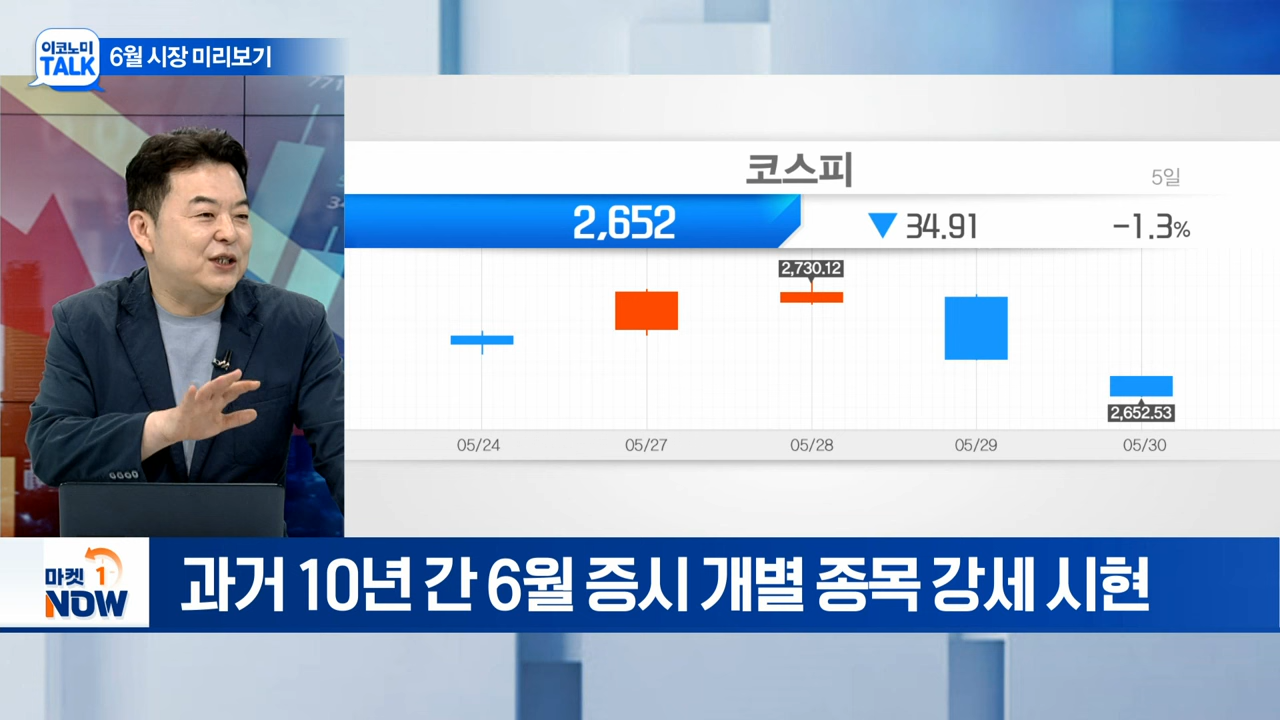 이코노미
TALK
6월 시장 미리보기
코스피
5일
2,652
▼ 34.91
-1.3%
2,730.12
2,652.53
05/24
05/27
05/28
05/29
05/30
마켓 1
NOW
과거 10년 간 6월 증시 개별 종목 강세 시현